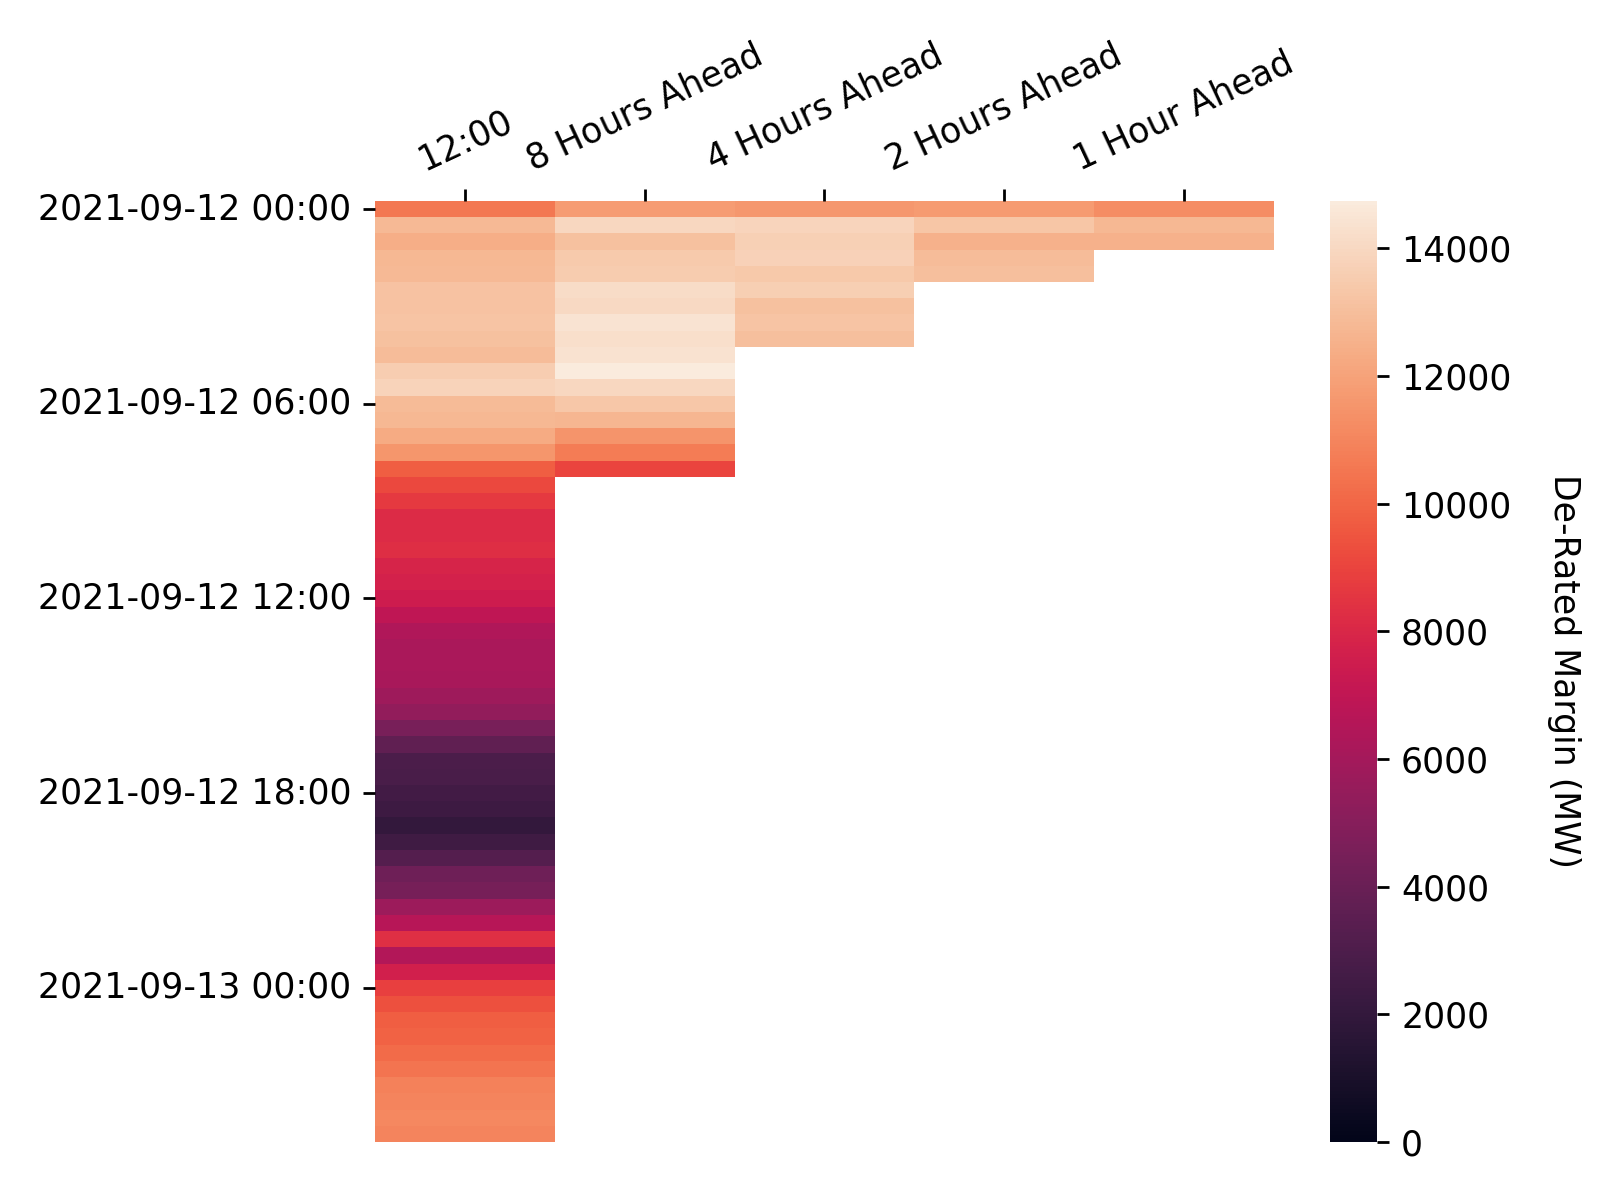 12:00
8 Hours Ahead
4 Hours Ahead
2 Hours Ahead
1 Hour Ahead
2021-09-12 00:00
2021-09-12 06:00
2021-09-12 12:00
2021-09-12 18:00
2021-09-13 00:00
14000
12000
10000
8000
6000
4000
2000
0
De-Rated Margin (MW)